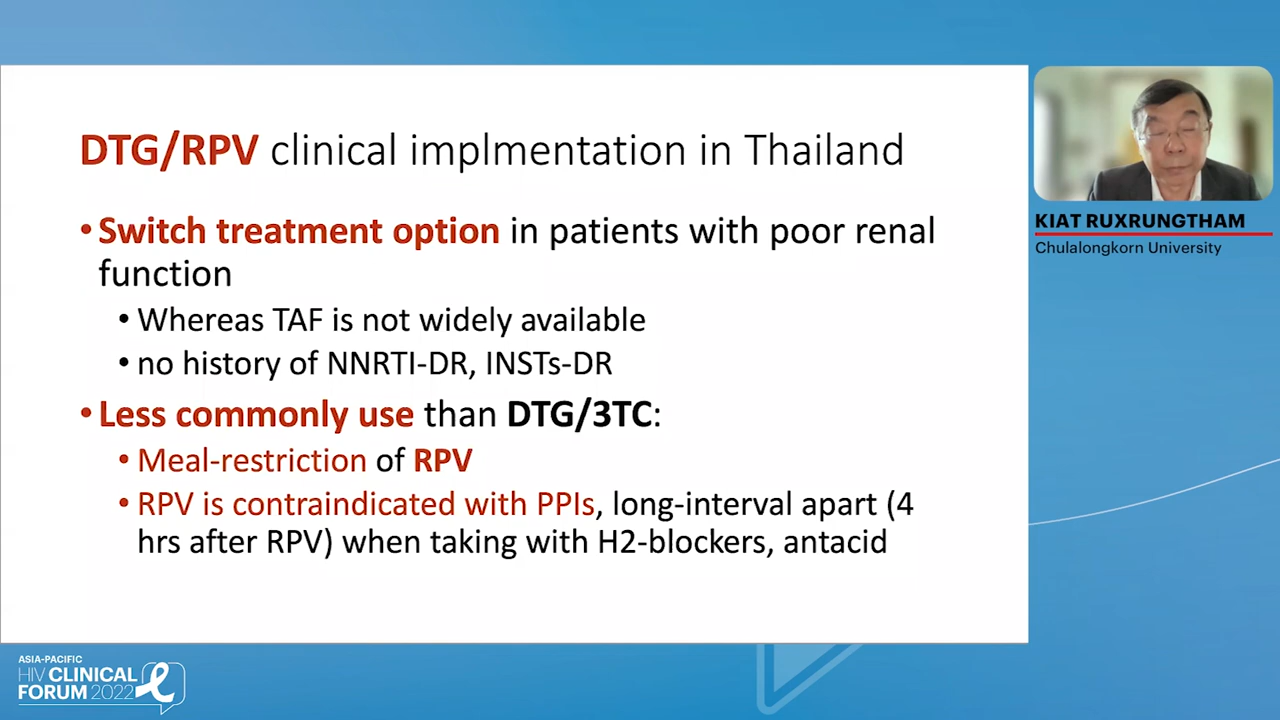 DTG/RPV clinical implmentation in Thailand
•Switch treatment option in patients with poor renal
function
• Whereas TAF is not widely available
• no history of NNRTI-DR, INSTs-DR
•Less commonly use than DTG/3TC:
• Meal-restriction of RPV
• RPV is contraindicated with PPIs, long-interval apart (4
hrs after RPV) when taking with H2-blockers, antacid
KIAT RUXRUNGTHAM
Chulalongkorn University
ASIA-PACIFIC
HIV CLINICAL
FORUM 2022